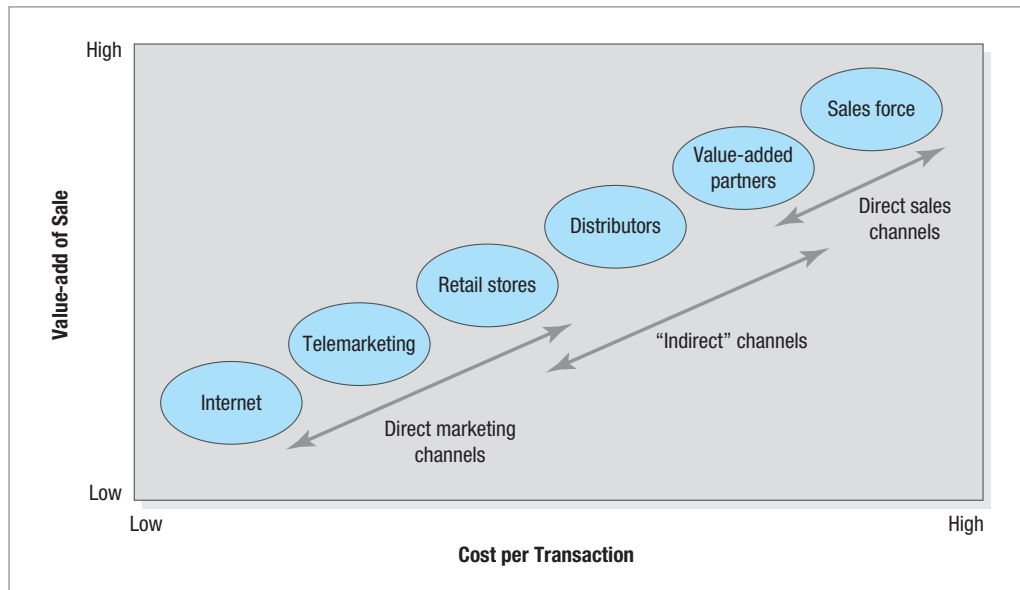 High
Sales force
Value-added
partners
Direct sales
channels
Distributors
Retail stores
"Indirect" channels
Telemarketing
Internet
Direct marketing
channels
Value-add of Sale
Low
Low
High
Cost per Transaction